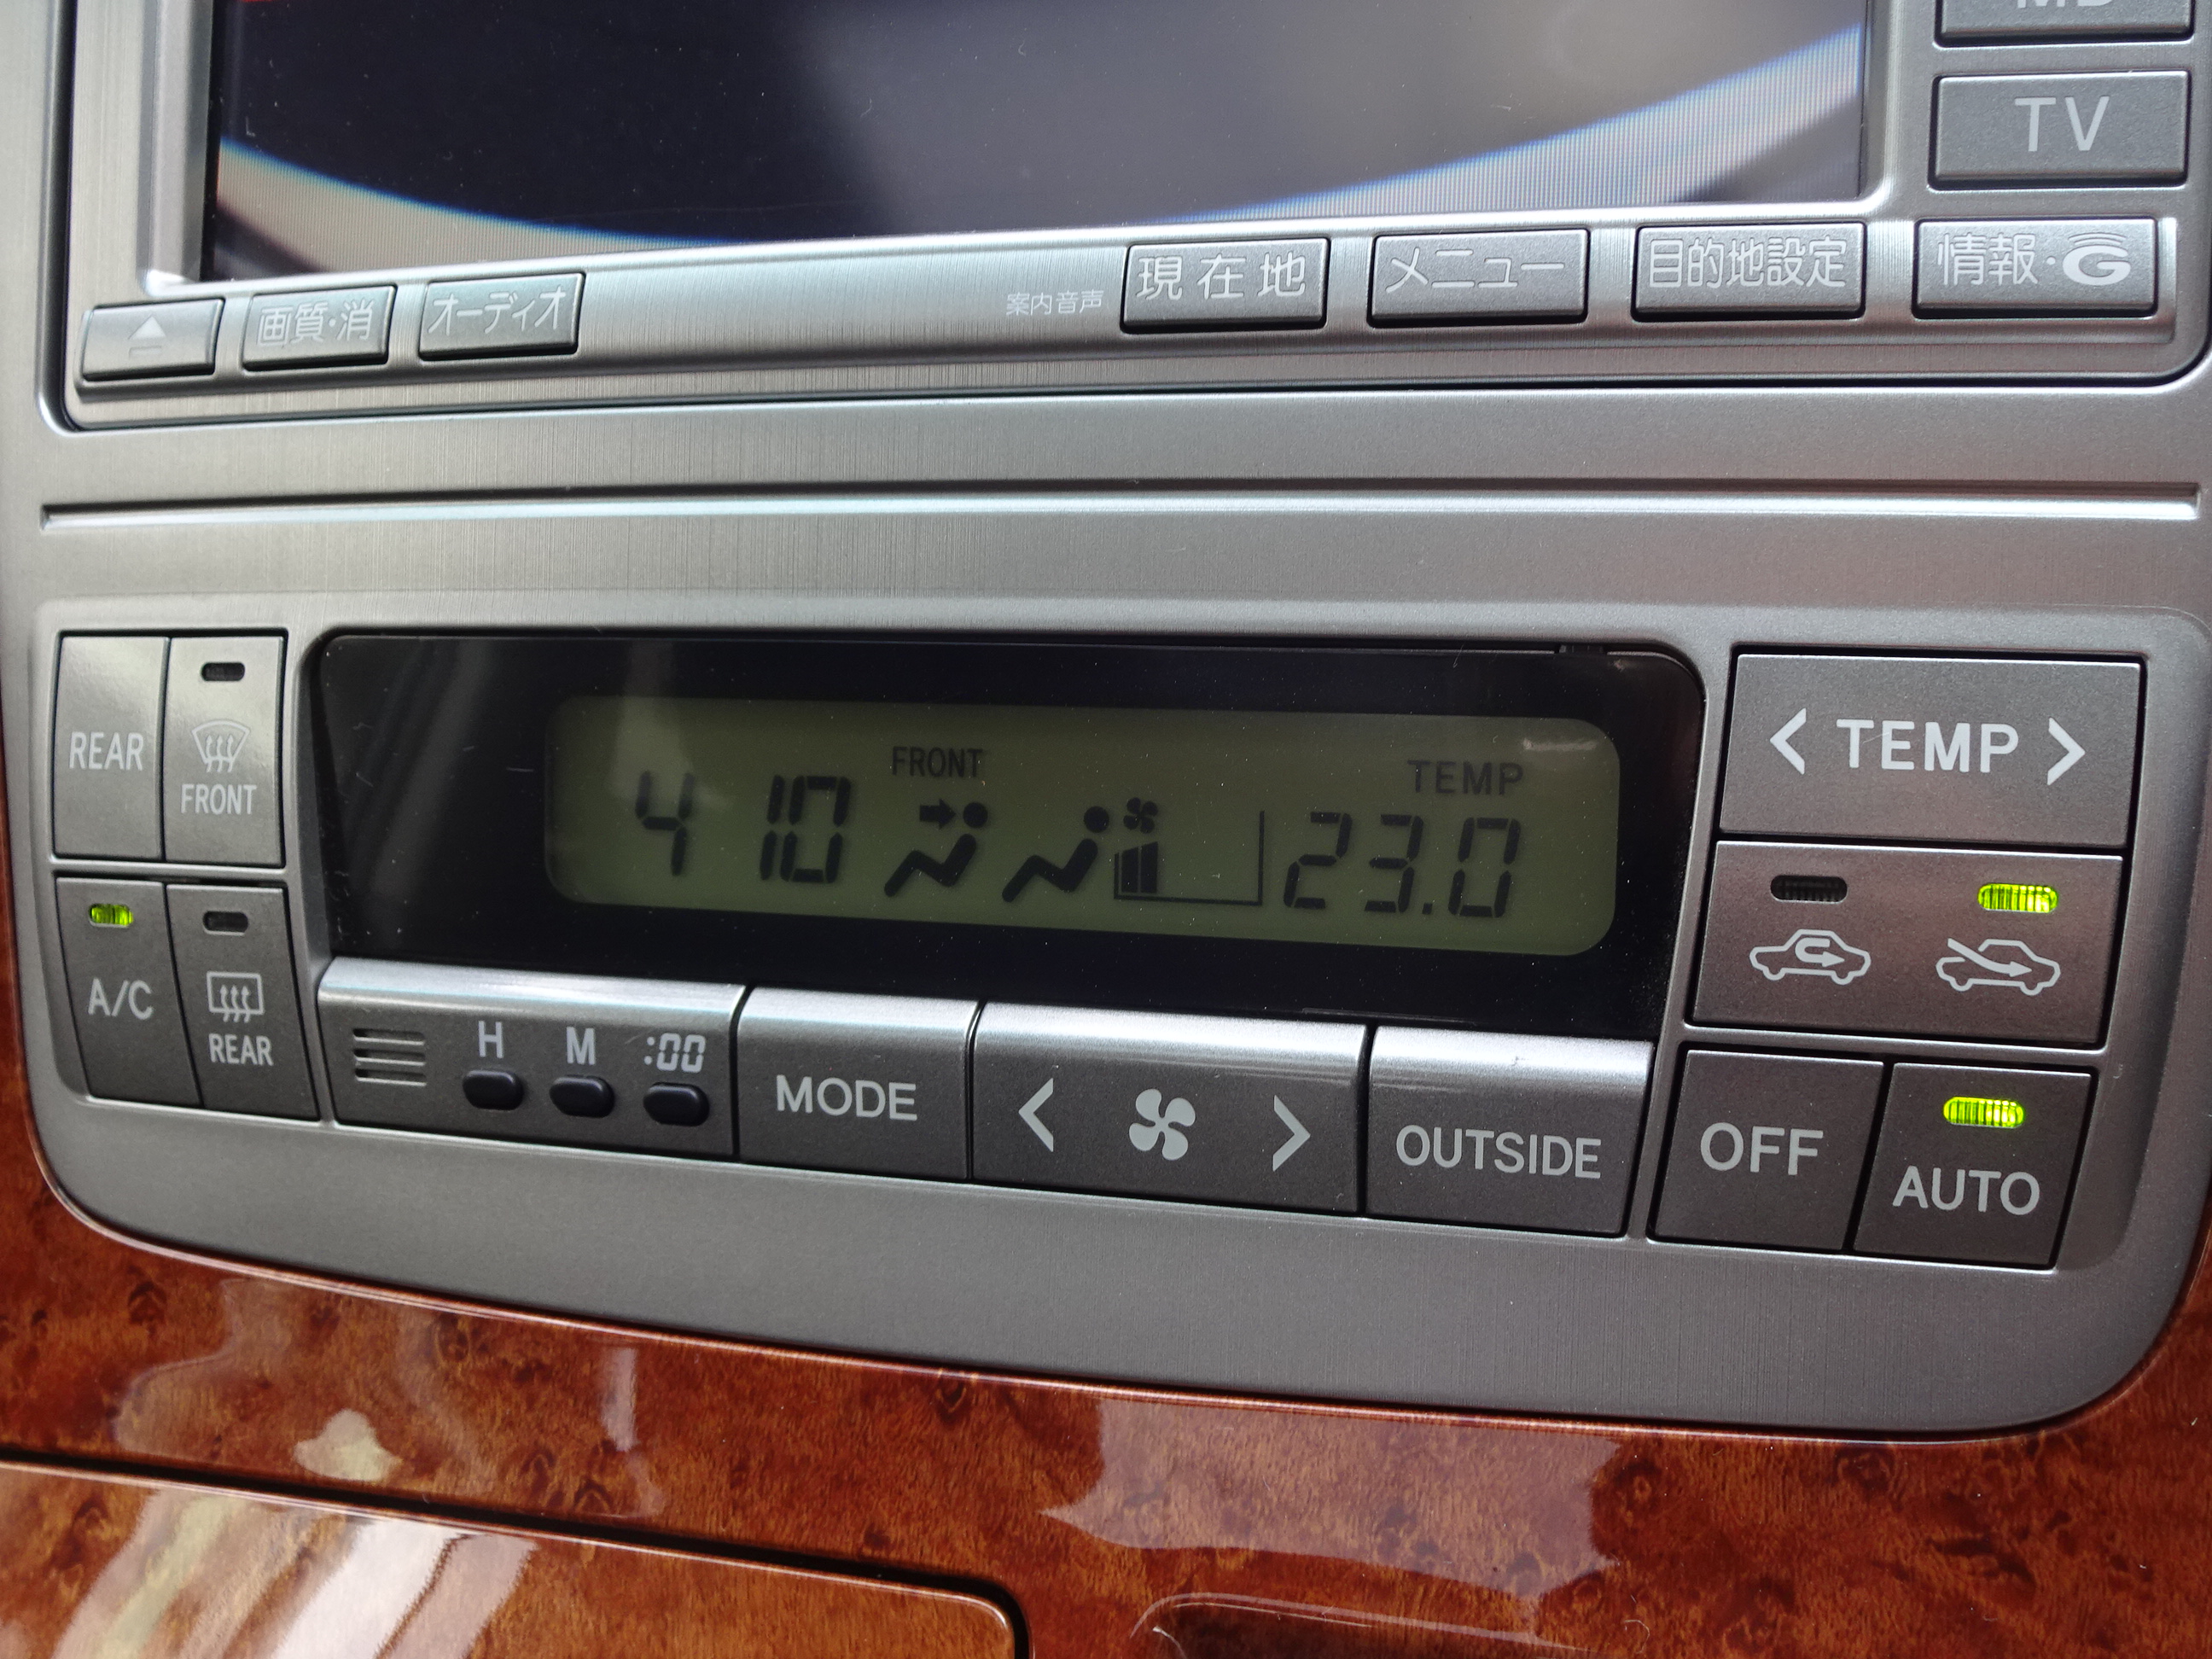 TV
画質・消 オーディオ 案内音声 現在地 メニュー 目的地設定 情報・G
REAR FRONT
FRONT TEMP
4 10 23.0
< TEMP >
A/C REAR
H M :00
MODE < > OUTSIDE
OFF AUTO